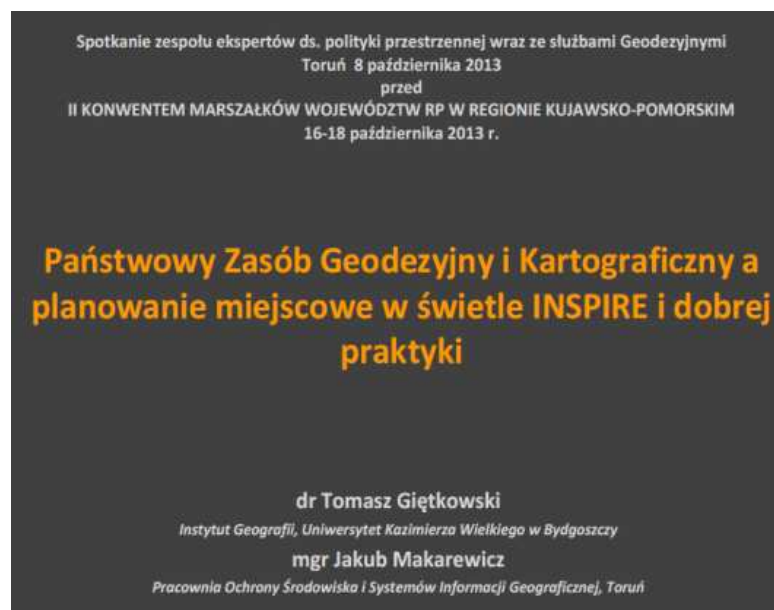 Spotkanie zespołu ekspertów ds. polityki przestrzennej wraz ze służbami Geodezyjnymi
Toruń 8 października 2013
przed
II KONWENTEM MARSZAŁKÓW WOJEWÓDZTW RP W REGIONIE KUJAWSKO-POMORSKIM
16-18 października 2013 r.
Państwowy Zasób Geodezyjny i Kartograficzny a
planowanie miejscowe w świetle INSPIRE i dobrej
praktyki
dr Tomasz Giętkowski
Instytut Geografii, Uniwersytet Kazimierza Wielkiego w Bydgoszczy
mgr Jakub Makarewicz
Pracownia Ochrony Środowiska i Systemów Informacji Geograficznej, Toruń